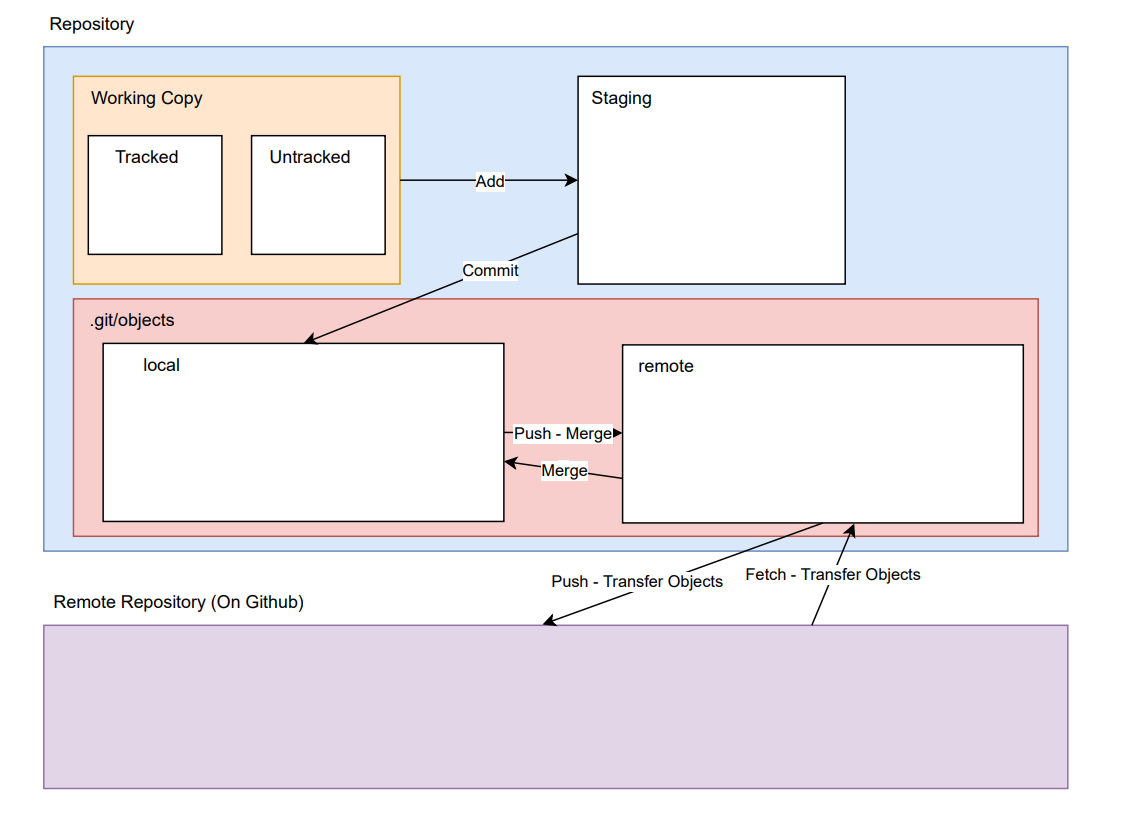 Repository
Working Copy
Staging
Tracked
Untracked
Add
Commit
.git/objects
local
remote
Push - Merge
Merge
Push - Transfer Objects
Fetch - Transfer Objects
Remote Repository (On Github)